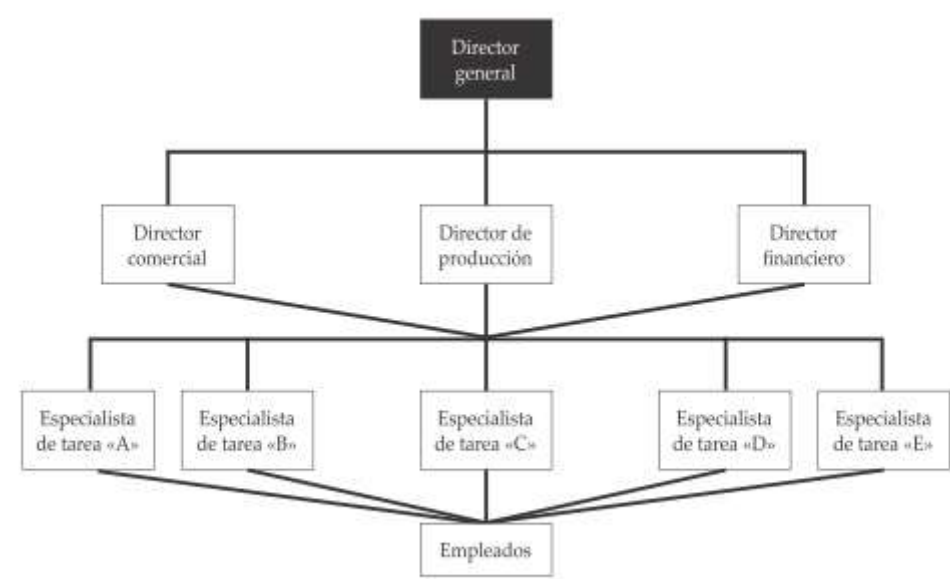 Director
general
Director
comercial
Director de
producción
Director
financiero
Especialista
de tarea «A»
Especialista
de tarea «B»
Especialista
de tarea «C»
Especialista
de tarea «D»
Especialista
de tarea «E»
Empleados